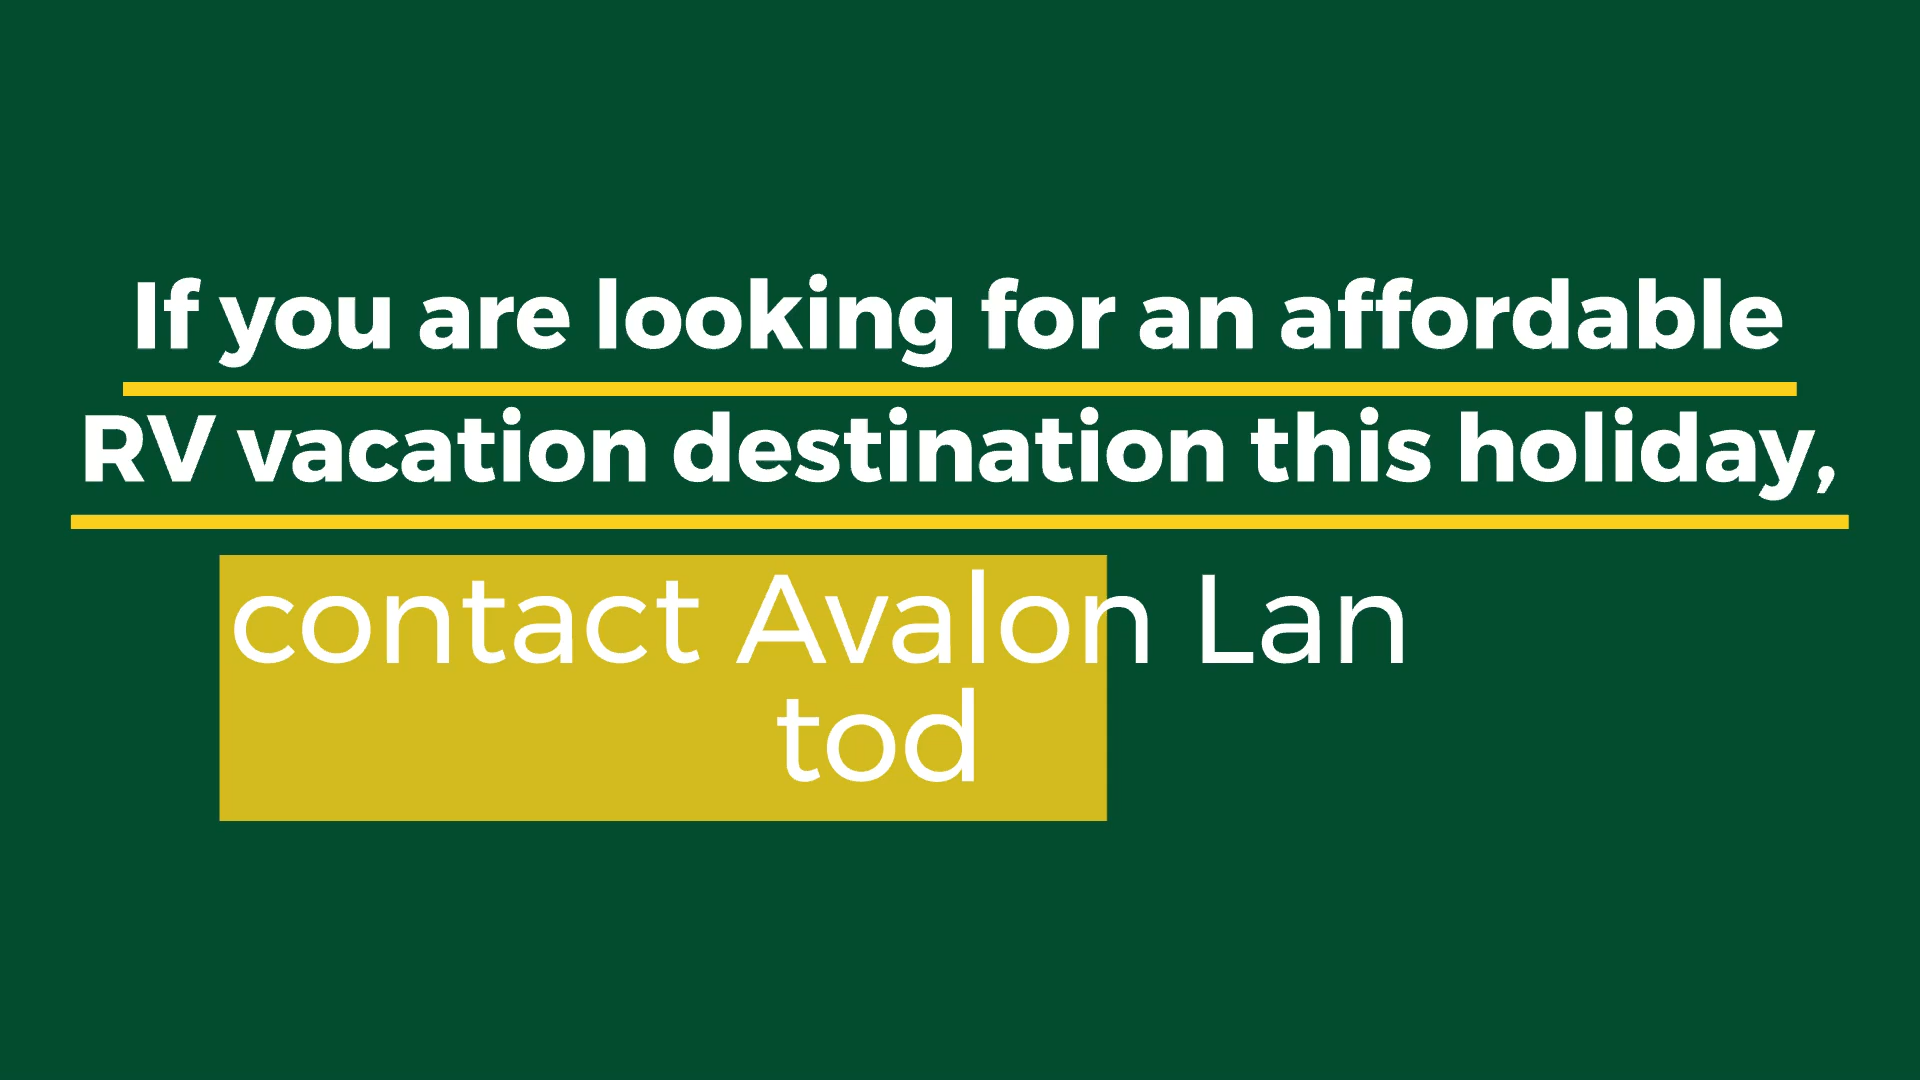 If you are looking for an affordable
RV vacation destination this holiday,
contact Avalon Lan
tod